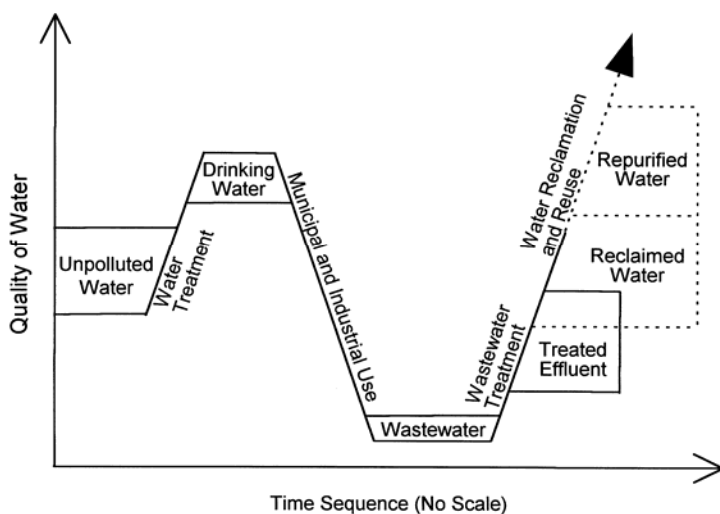 Quality of Water
Unpolluted
Water
Water
Treatment
Drinking
Water
Municipal and Industrial Use
Wastewater
Wastewater
Treatment
Water Reclamation
and Reuse
Repurified
Water
Reclaimed
Water
Treated
Effluent
Time Sequence (No Scale)